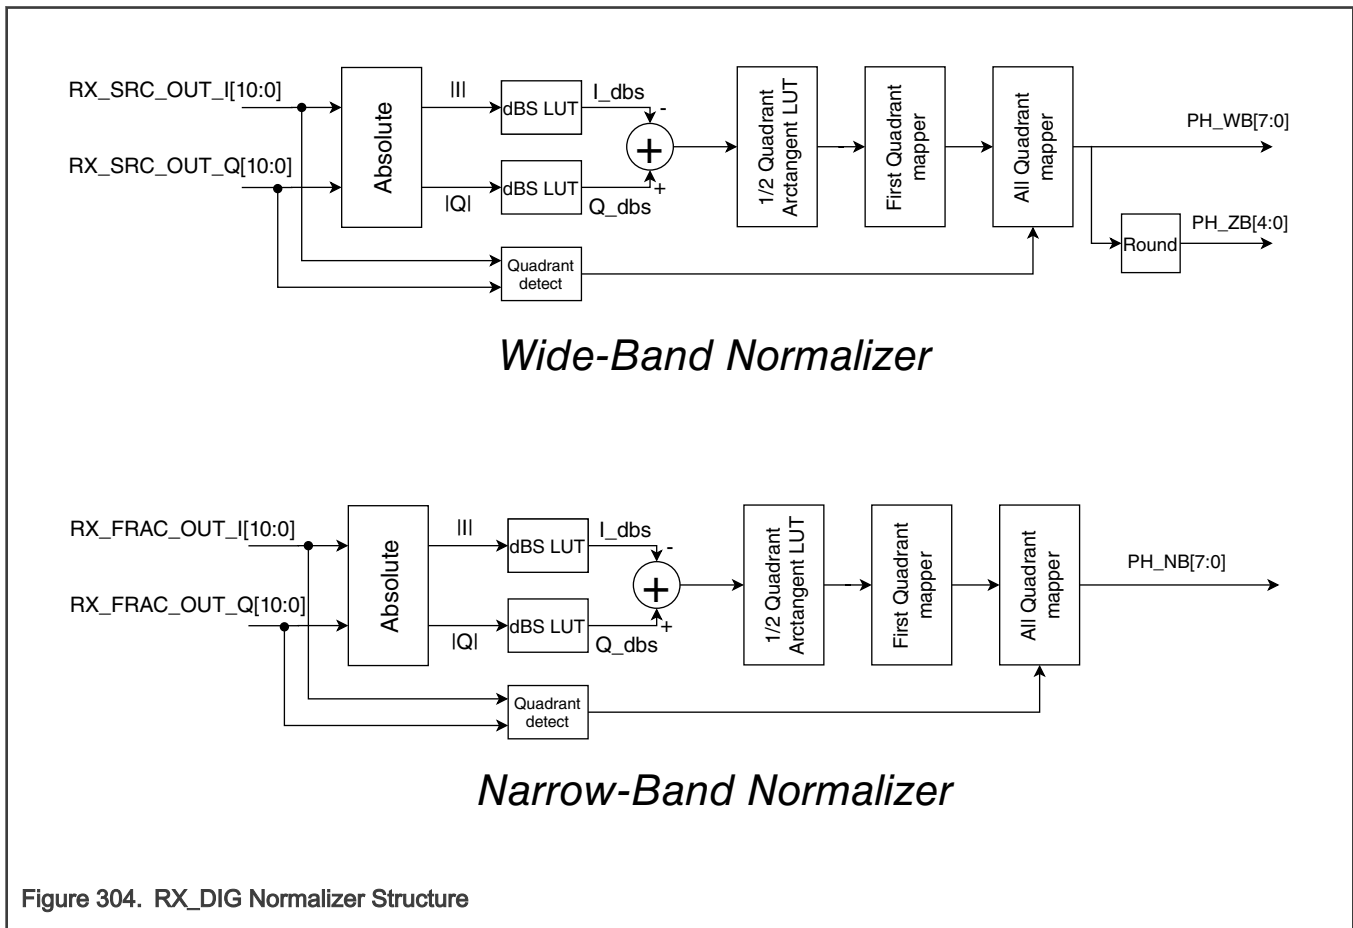 RX_SRC_OUT_I[10:0]
RX_SRC_OUT_Q[10:0]
Absolute
|I|
|Q|
dBS LUT
dBS LUT
I_dbs
Q_dbs
-
+
+
1/2 Quadrant
Arctangent LUT
First Quadrant
mapper
All Quadrant
mapper
PH_WB[7:0]
Round
PH_ZB[4:0]
Quadrant
detect
Wide-Band Normalizer
RX_FRAC_OUT_I[10:0]
RX_FRAC_OUT_Q[10:0]
Absolute
|I|
|Q|
dBS LUT
dBS LUT
I_dbs
Q_dbs
-
+
+
1/2 Quadrant
Arctangent LUT
First Quadrant
mapper
All Quadrant
mapper
PH_NB[7:0]
Quadrant
detect
Narrow-Band Normalizer
Figure 304. RX_DIG Normalizer Structure